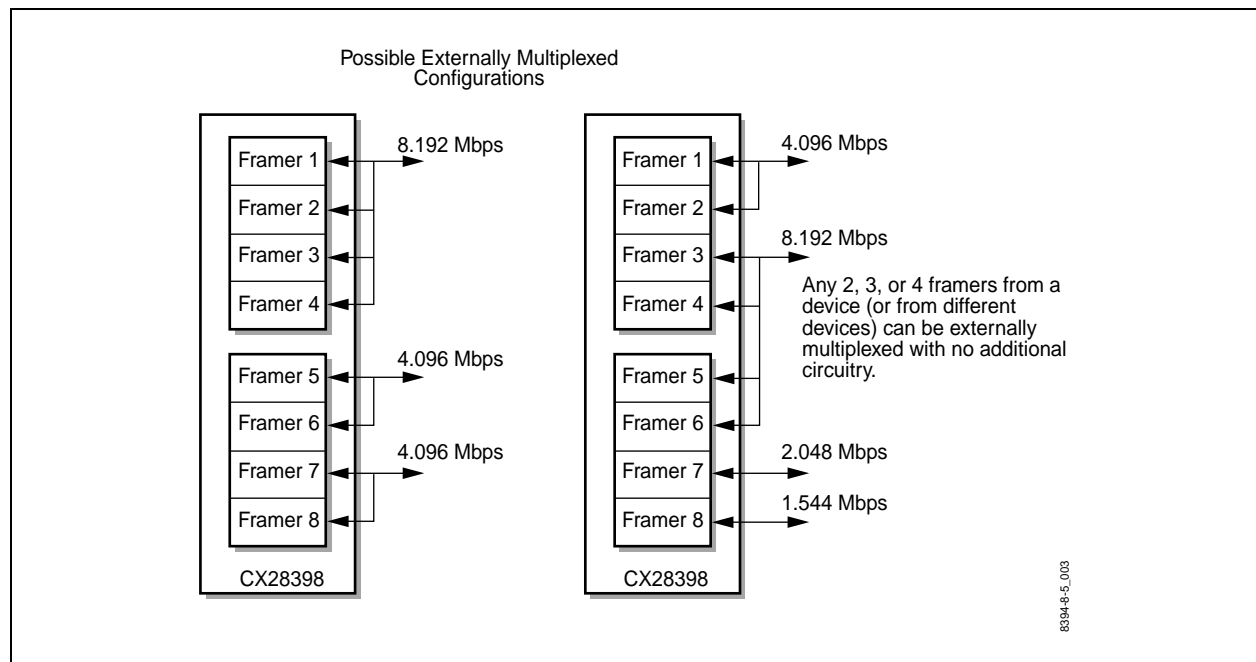 Possible Externally Multiplexed
Configurations
Framer 1
8.192 Mbps
Framer 2
Framer 3
Framer 4
Framer 5
4.096 Mbps
Framer 6
Framer 7
4.096 Mbps
Framer 8
CX28398
Framer 1
4.096 Mbps
Framer 2
Framer 3
8.192 Mbps
Framer 4
Any 2, 3, or 4 framers from a
device (or from different
devices) can be externally
multiplexed with no additional
circuitry.
Framer 5
Framer 6
Framer 7
2.048 Mbps
Framer 8
1.544 Mbps
CX28398
8394-8-5_003